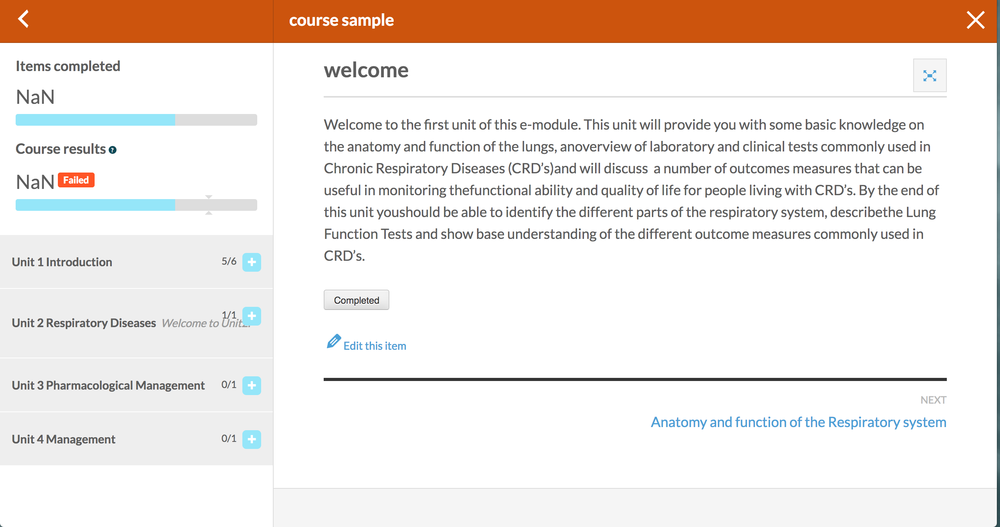 course sample
Items completed
NaN
Course results ?
NaN Failed
Unit 1 Introduction 5/6
Unit 2 Respiratory Diseases Welcome to Unit2. 1/1
Unit 3 Pharmacological Management 0/1
Unit 4 Management 0/1
welcome
Welcome to the first unit of this e-module. This unit will provide you with some basic knowledge on
the anatomy and function of the lungs, anoverview of laboratory and clinical tests commonly used in
Chronic Respiratory Diseases (CRD’s)and will discuss  a number of outcomes measures that can be
useful in monitoring thefunctional ability and quality of life for people living with CRD’s. By the end of
this unit youshould be able to identify the different parts of the respiratory system, describethe Lung
Function Tests and show base understanding of the different outcome measures commonly used in
CRD’s.
Completed
Edit this item
NEXT
Anatomy and function of the Respiratory system